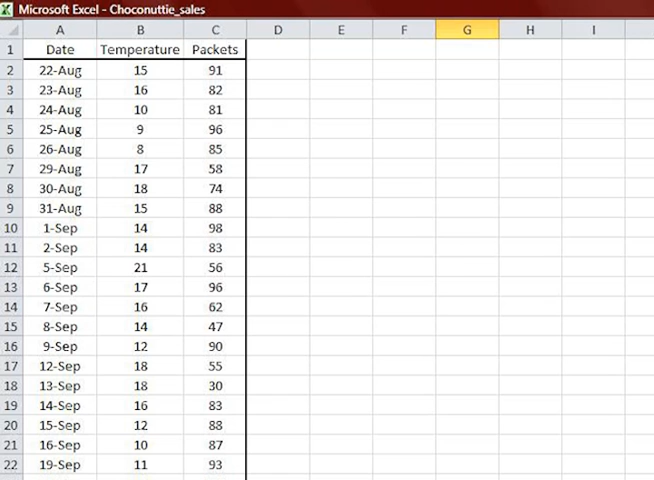 Microsoft Excel - Choconuttie_sales
A B C D E F G H I
1 Date Temperature Packets
2 22-Aug 15 91
3 23-Aug 16 82
4 24-Aug 10 81
5 25-Aug 9 96
6 26-Aug 8 85
7 29-Aug 17 58
8 30-Aug 18 74
9 31-Aug 15 88
10 1-Sep 14 98
11 2-Sep 14 83
12 5-Sep 21 56
13 6-Sep 17 96
14 7-Sep 16 62
15 8-Sep 14 47
16 9-Sep 12 90
17 12-Sep 18 55
18 13-Sep 18 30
19 14-Sep 16 83
20 15-Sep 12 88
21 16-Sep 10 87
22 19-Sep 11 93